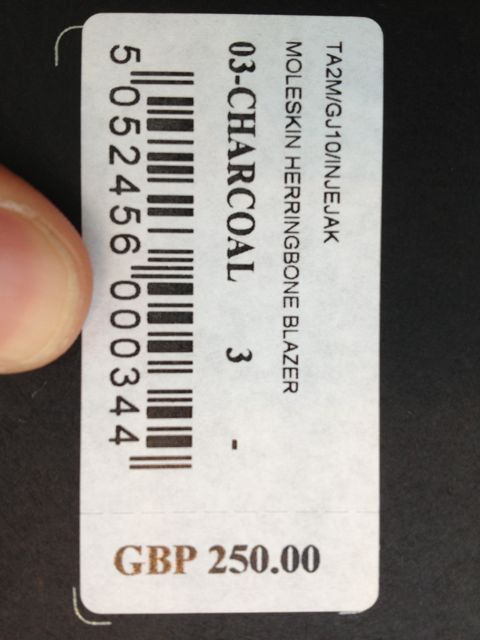 TA2M/GJ10/INJEJAK
MOLESKIN HERRINGBONE BLAZER
03-CHARCOAL 3 -
5 052456 000344
GBP 250.00